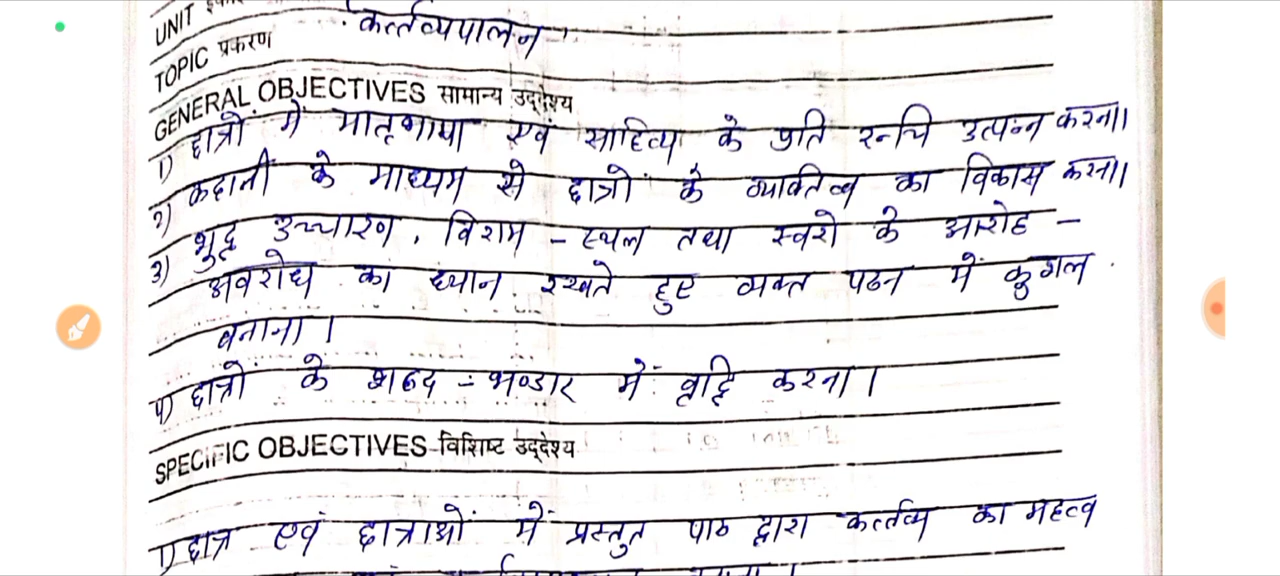 UNIT
कर्त्तव्यपालन
TOPIC प्रकरण
GENERAL OBJECTIVES सामान्य उद्देश्य
1) छात्रों में मातृभाषा एवं साहित्य के प्रति रुचि उत्पन्न करना।
2) कहानी के माध्यम से छात्रों के व्यक्तित्व का विकास करना।
3) शुद्ध उच्चारण, विराम - स्थल तथा स्वरो के आरोह -
अवरोध का ध्यान रखते हुए व्यक्त पठन में कुशल
बनाना।
4) छात्रों के शब्द - भण्डार में वृद्धि करना।
SPECIFIC OBJECTIVES-विशिष्ट उद्देश्य
1) छात्र एवं छात्राओं में प्रस्तुत पाठ द्वारा कर्त्तव्य का महत्व